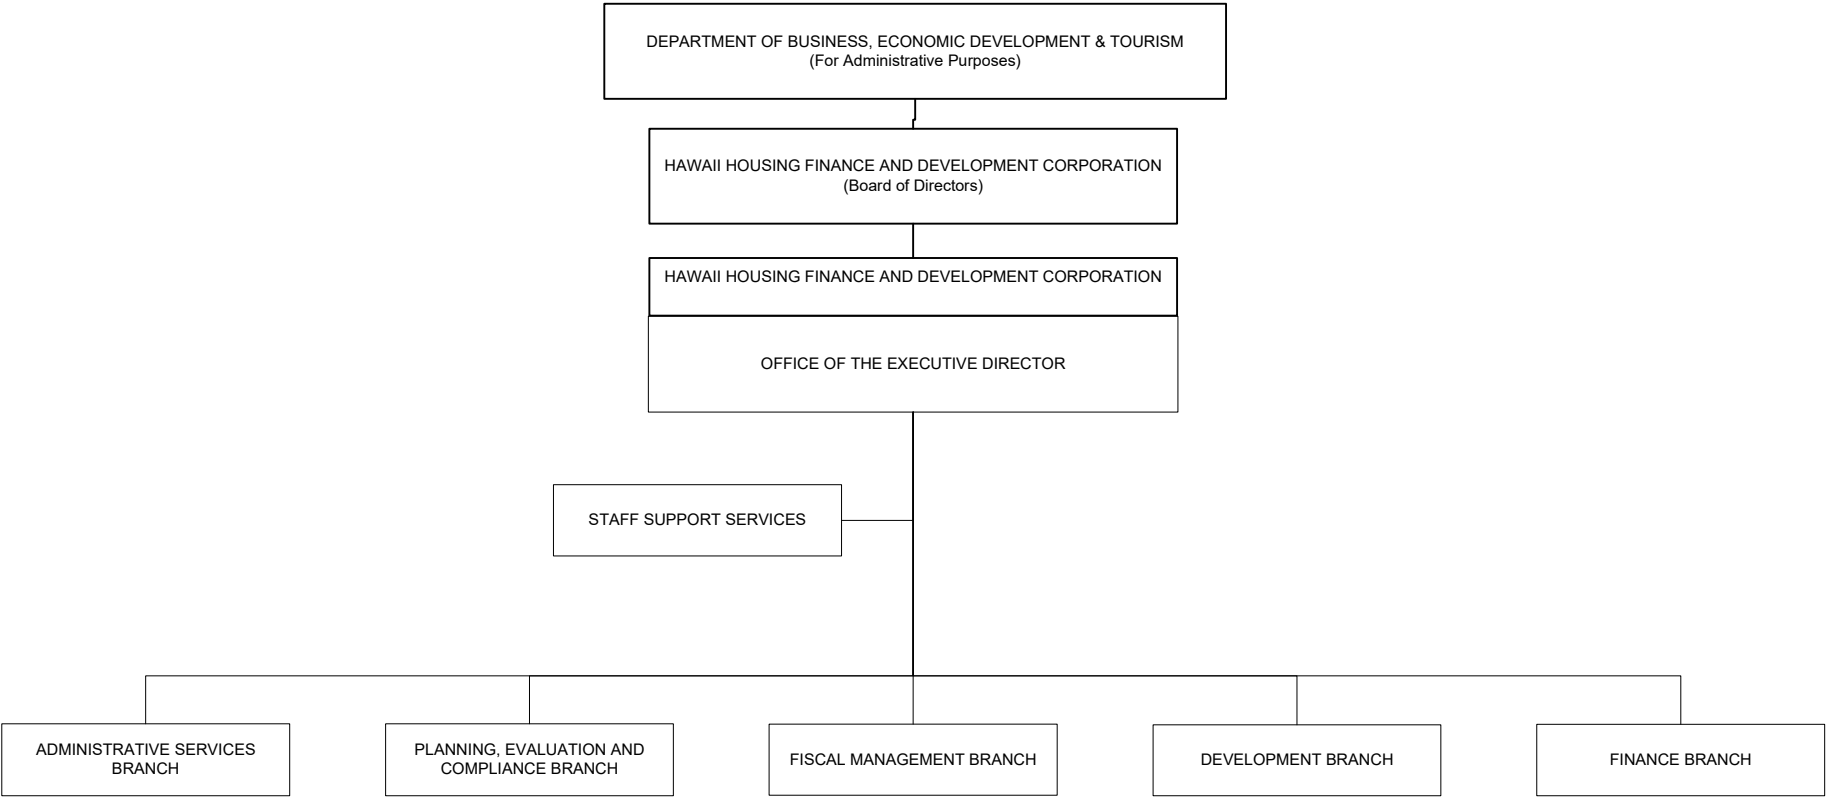 DEPARTMENT OF BUSINESS, ECONOMIC DEVELOPMENT & TOURISM
(For Administrative Purposes)
HAWAII HOUSING FINANCE AND DEVELOPMENT CORPORATION
(Board of Directors)
HAWAII HOUSING FINANCE AND DEVELOPMENT CORPORATION
OFFICE OF THE EXECUTIVE DIRECTOR
STAFF SUPPORT SERVICES
ADMINISTRATIVE SERVICES
BRANCH
PLANNING, EVALUATION AND
COMPLIANCE BRANCH
FISCAL MANAGEMENT BRANCH
DEVELOPMENT BRANCH
FINANCE BRANCH